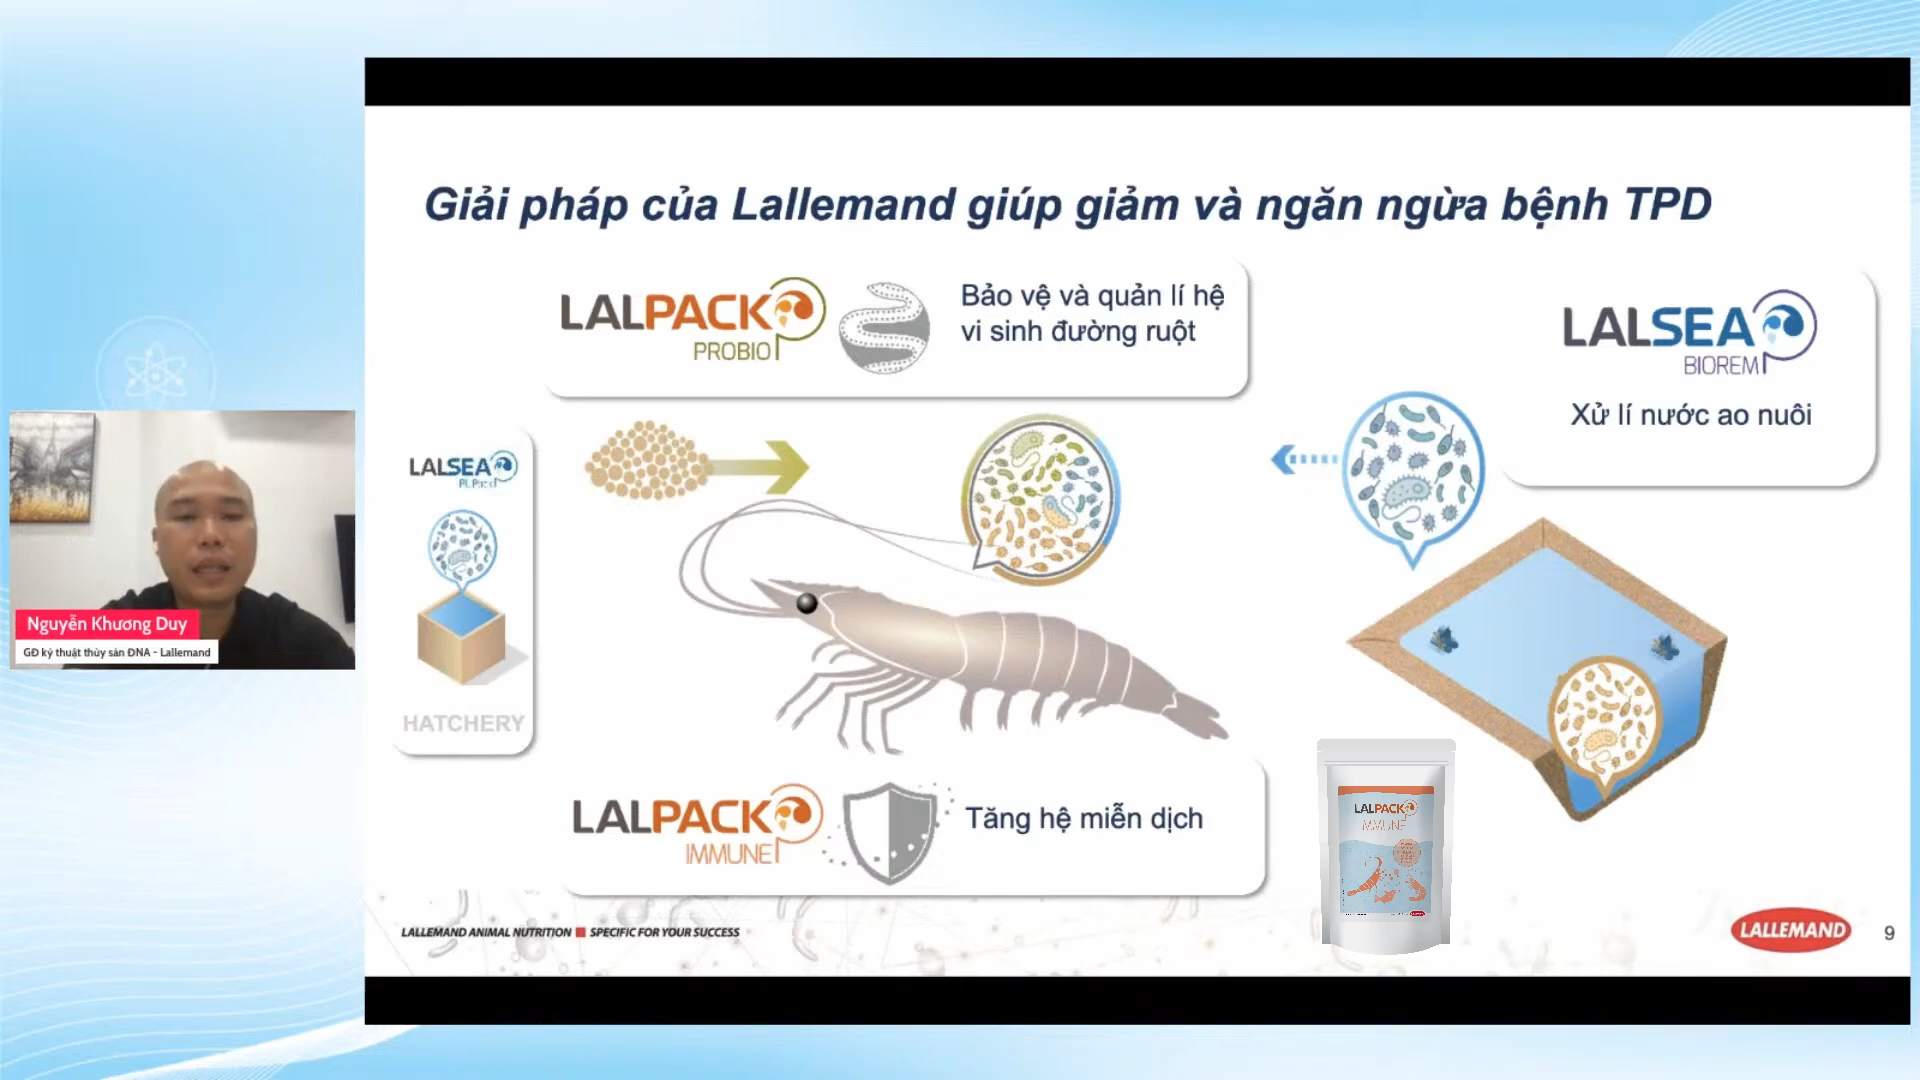 Giải pháp của Lallemand giúp giảm và ngăn ngừa bệnh TPD
LALPACK
PROBIO
Bảo vệ và quản lí hệ
vi sinh đường ruột
LALSEA
BIOREM
Xử lí nước ao nuôi
LALSEA
HATCHERY
Nguyễn Khương Duy
GĐ kỹ thuật thủy sản ĐNA - Lallemand
LALPACK
IMMUNE
Tăng hệ miễn dịch
LALPACK
IMMUNE
LALLEMAND ANIMAL NUTRITION SPECIFIC FOR YOUR SUCCESS
LALLEMAND
9